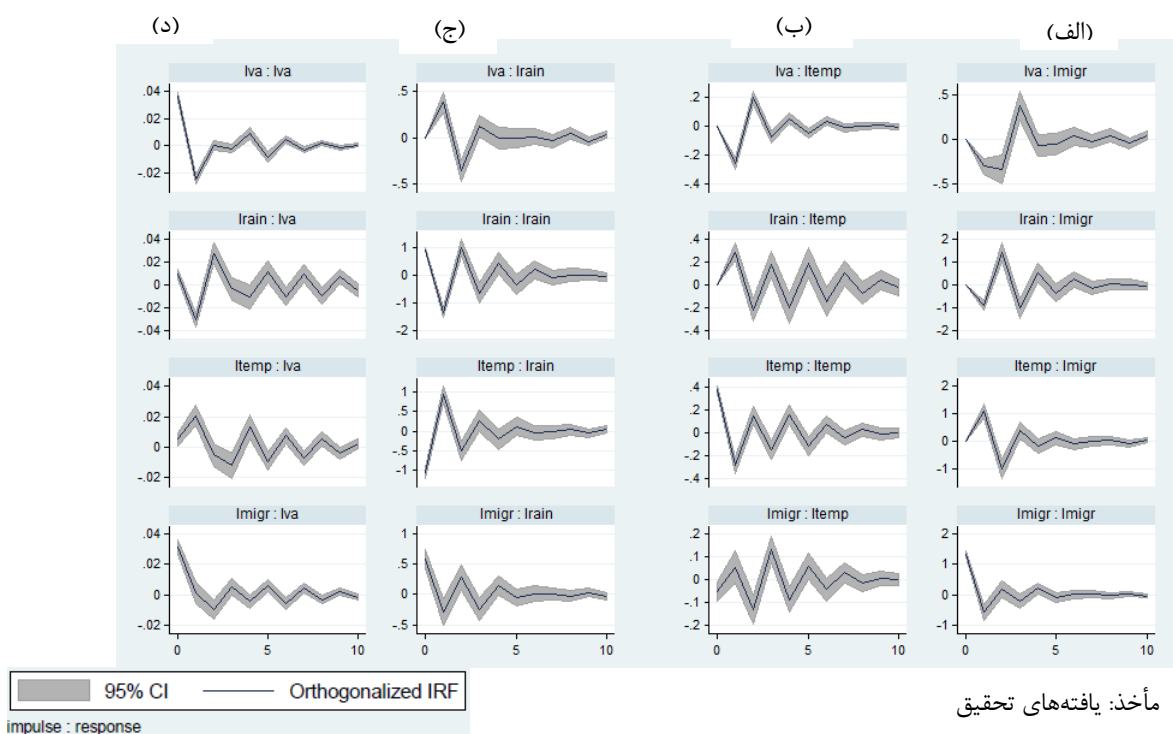 (د) (ج) (ب) (الف)
lva : lva
.04
.02
0
-.02
lva : lrain
.5
0
-.5
lva : ltemp
.2
0
-.2
-.4
lva : lmigr
.5
0
-.5
lrain : lva
.04
.02
0
-.02
-.04
lrain : lrain
1
0
-1
-2
lrain : ltemp
.4
.2
0
-.2
-.4
lrain : lmigr
2
1
0
-1
-2
ltemp : lva
.04
.02
0
-.02
ltemp : lrain
1
.5
0
-.5
-1
ltemp : ltemp
.4
.2
0
-.2
-.4
ltemp : lmigr
2
1
0
-1
lmigr : lva
.04
.02
0
-.02
0 5 10
lmigr : lrain
1
.5
0
-.5
0 5 10
lmigr : ltemp
.2
.1
0
-.1
-.2
0 5 10
lmigr : lmigr
2
1
0
-1
0 5 10
95% CI Orthogonalized IRF
impulse : response
مأخذ: یافته‌های تحقیق